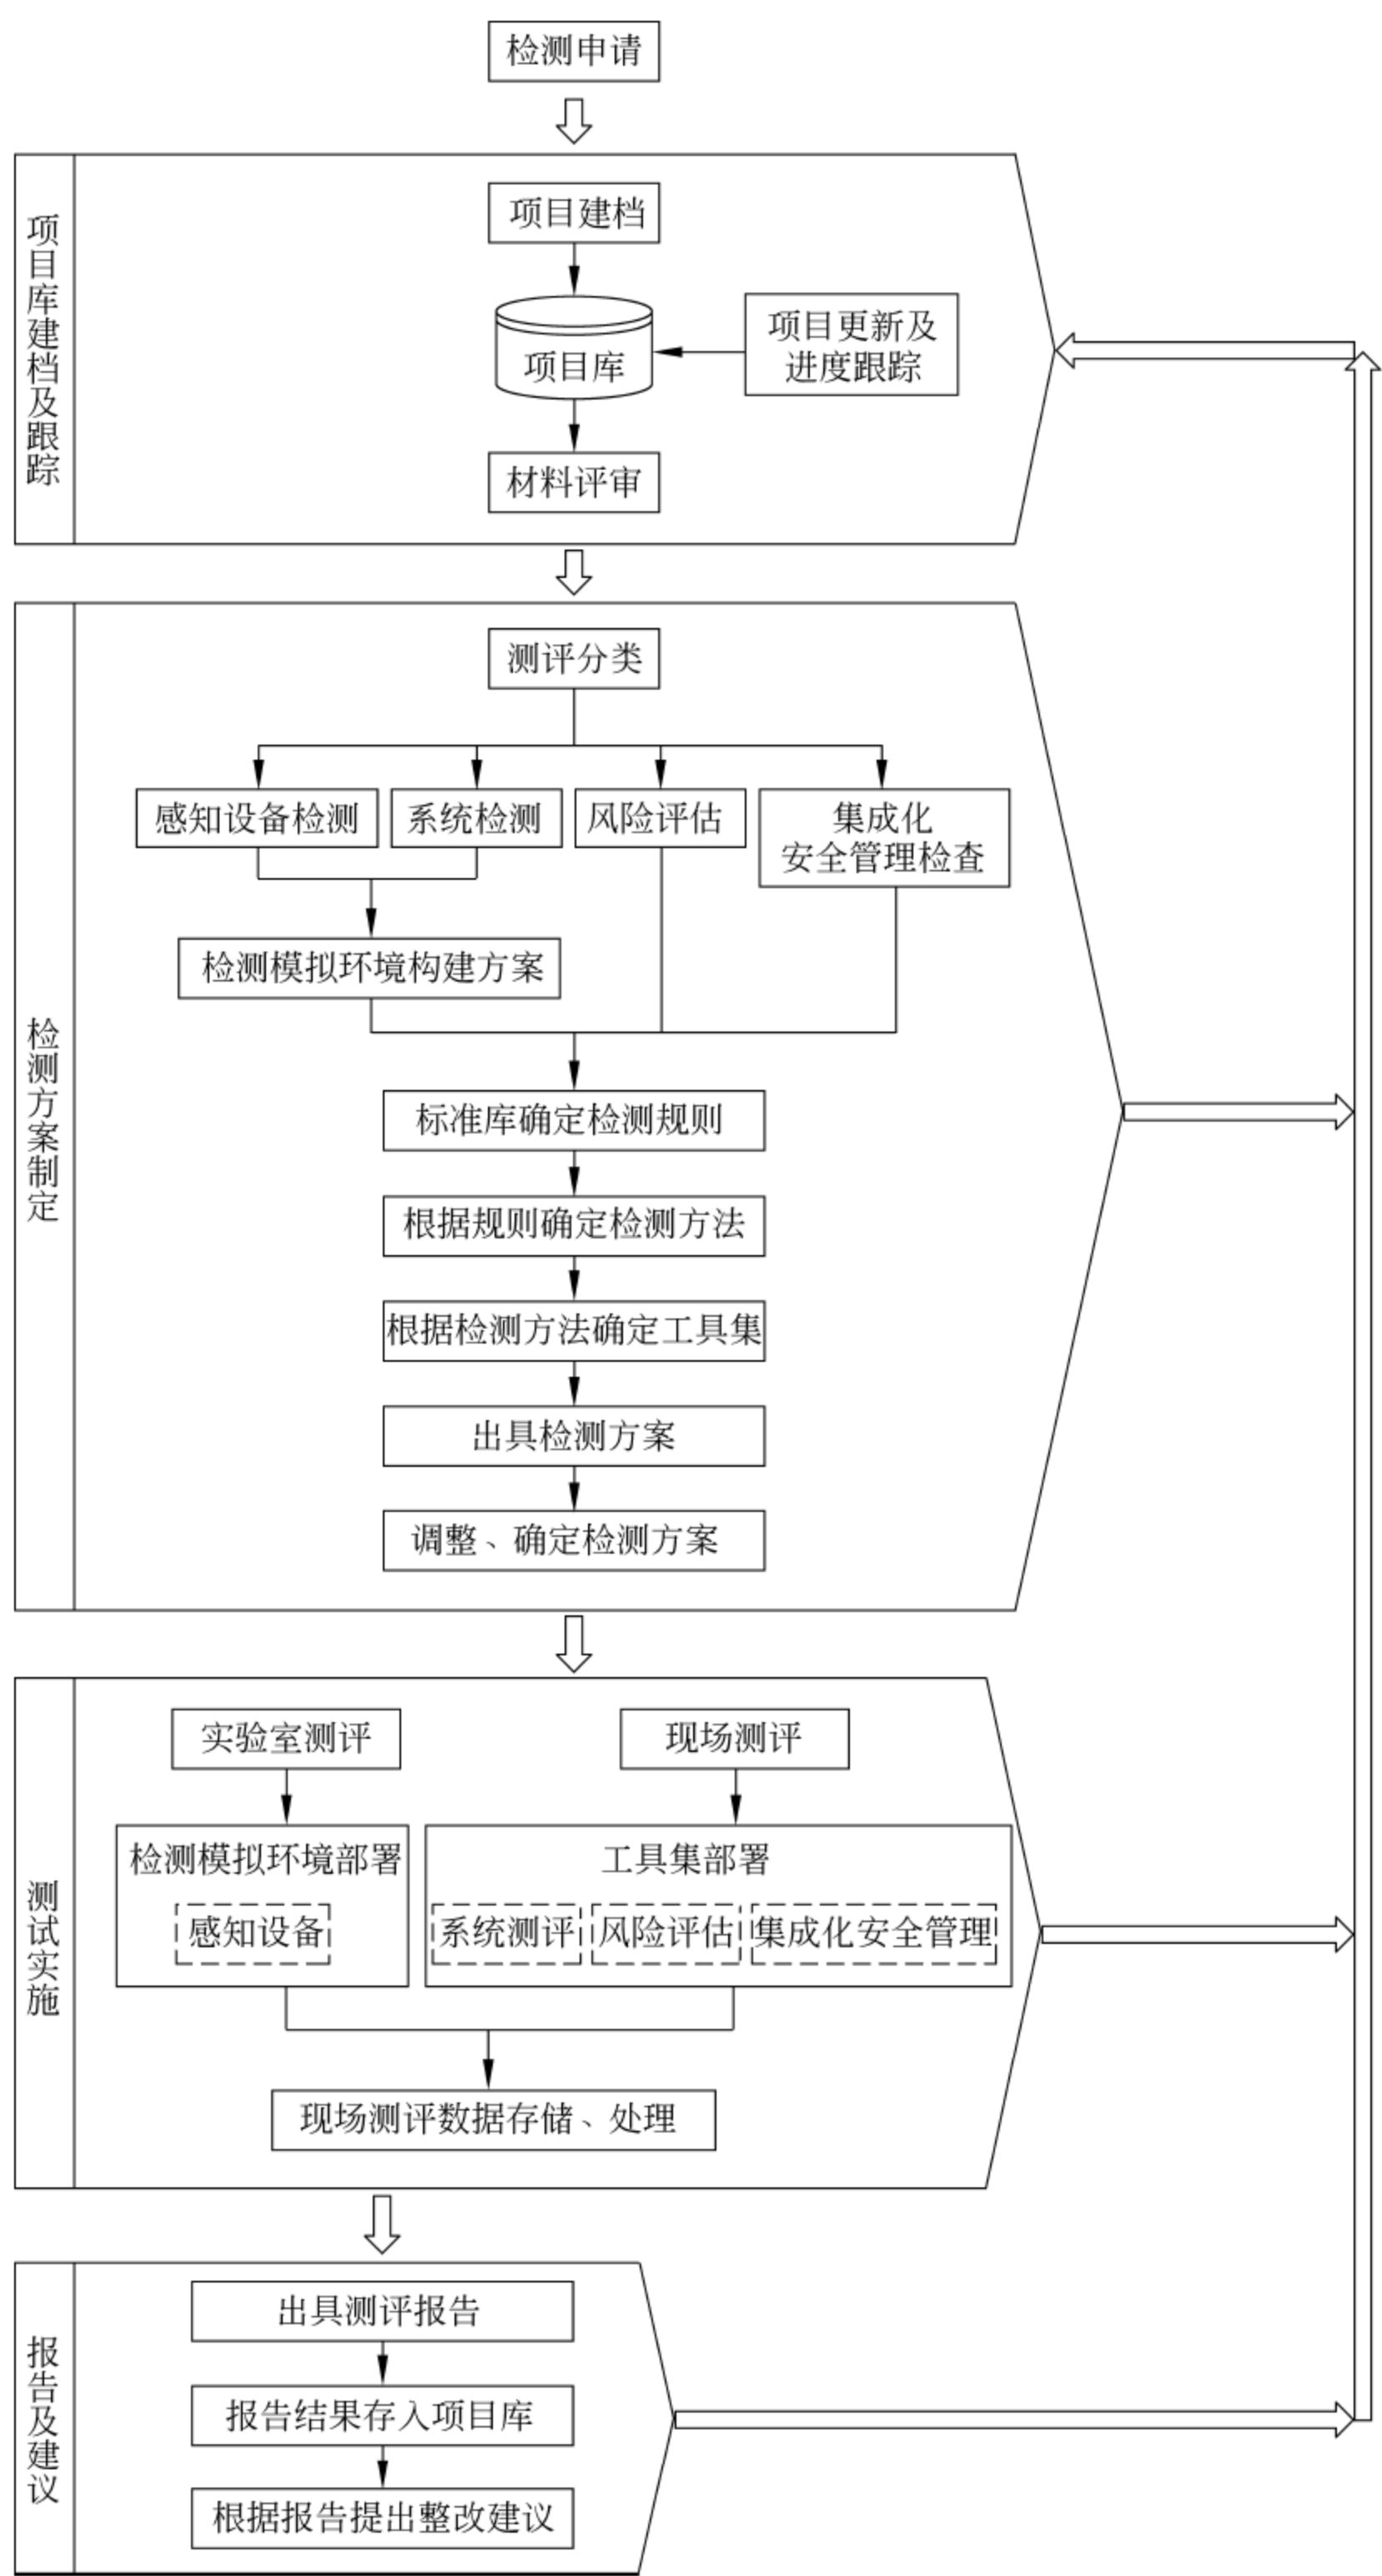 检测申请
项目库建档及跟踪
项目建档
项目库
项目更新及
进度跟踪
材料评审
检测方案制定
测评分类
感知设备检测
系统检测
风险评估
集成化
安全管理检查
检测模拟环境构建方案
标准库确定检测规则
根据规则确定检测方法
根据检测方法确定工具集
出具检测方案
调整、确定检测方案
测试实施
实验室测评
现场测评
检测模拟环境部署
感知设备
工具集部署
系统测评
风险评估
集成化安全管理
现场测评数据存储、处理
报告及建议
出具测评报告
报告结果存入项目库
根据报告提出整改建议